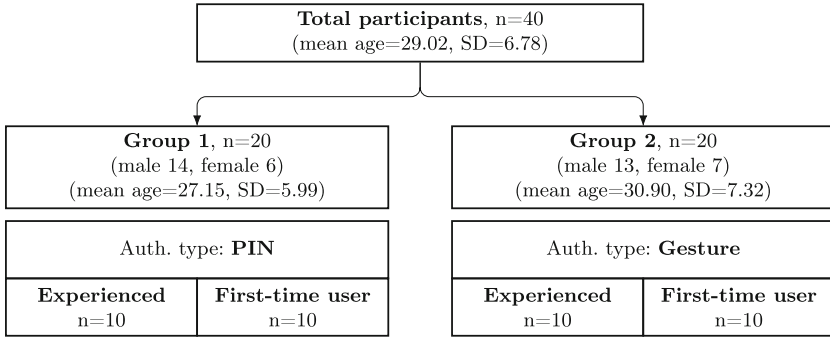 Total participants, n=40
(mean age=29.02, SD=6.78)
Group 1, n=20
(male 14, female 6)
(mean age=27.15, SD=5.99)
Auth. type: PIN
Experienced
n=10
First-time user
n=10
Group 2, n=20
(male 13, female 7)
(mean age=30.90, SD=7.32)
Auth. type: Gesture
Experienced
n=10
First-time user
n=10